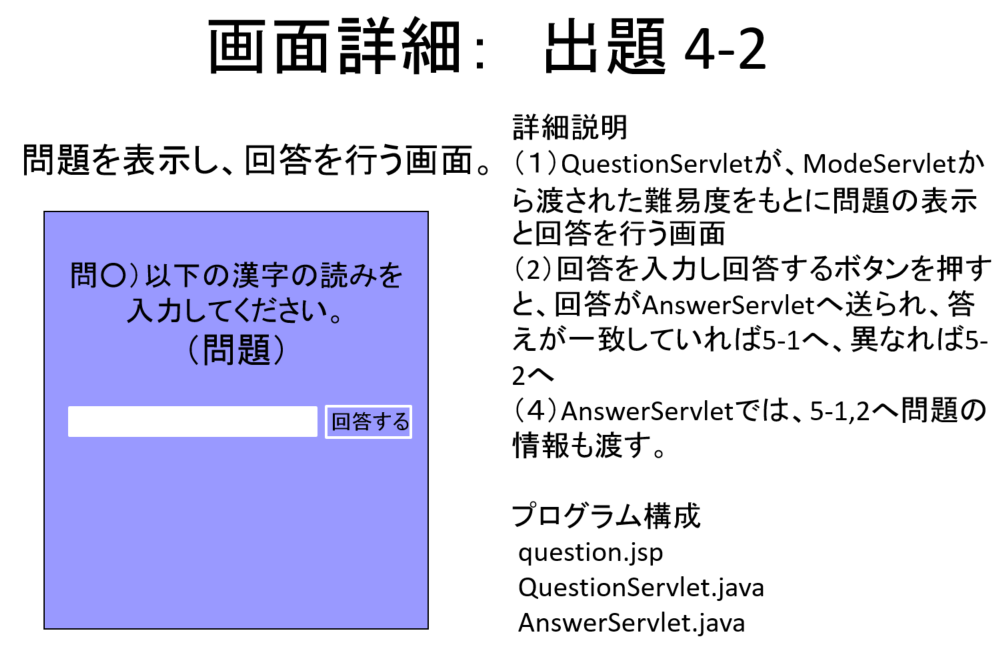 画面詳細： 出題 4-2
問題を表示し、回答を行う画面。
問〇）以下の漢字の読みを
入力してください。
（問題）
回答する
詳細説明
（１）QuestionServletが、ModeServletか
ら渡された難易度をもとに問題の表示
と回答を行う画面
（2）回答を入力し回答するボタンを押す
と、回答がAnswerServletへ送られ、答
えが一致していれば5-1へ、異なれば5-
2へ
（４）AnswerServletでは、5-1,2へ問題の
情報も渡す。
プログラム構成
question.jsp
QuestionServlet.java
AnswerServlet.java